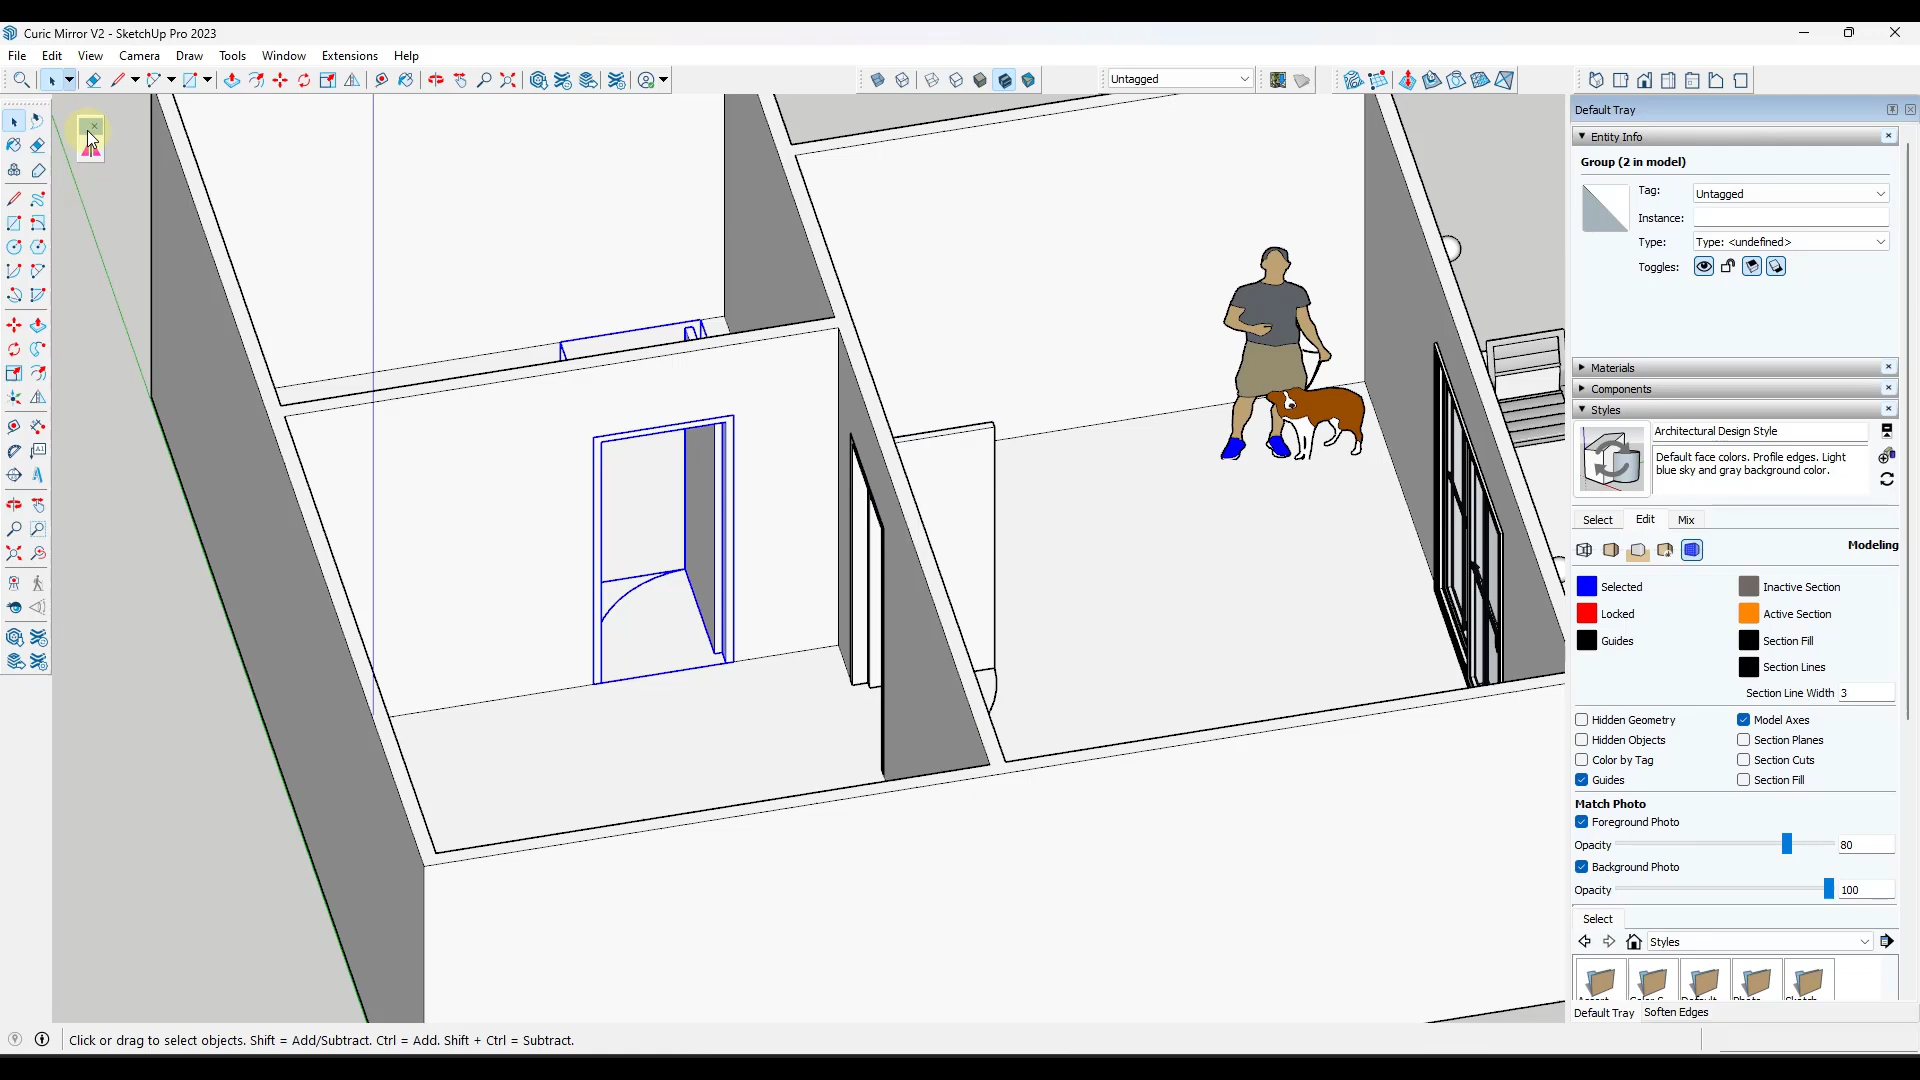 Curic Mirror V2 - SketchUp Pro 2023
File Edit View Camera Draw Tools Window Extensions Help
Untagged
Default Tray
Entity Info
Group (2 in model)
Tag: Untagged
Instance:
Type: Type: <undefined>
Toggles:
Materials
Components
Styles
Architectural Design Style
Default face colors. Profile edges. Light
blue sky and gray background color.
Select Edit Mix
Modeling
Selected Inactive Section
Locked Active Section
Guides Section Fill
Section Lines
Section Line Width 3
Hidden Geometry Model Axes
Hidden Objects Section Planes
Color by Tag Section Cuts
Guides Section Fill
Match Photo
Foreground Photo
Opacity 80
Background Photo
Opacity 100
Select
Styles
Default Tray Soften Edges
Click or drag to select objects. Shift = Add/Subtract. Ctrl = Add. Shift + Ctrl = Subtract.